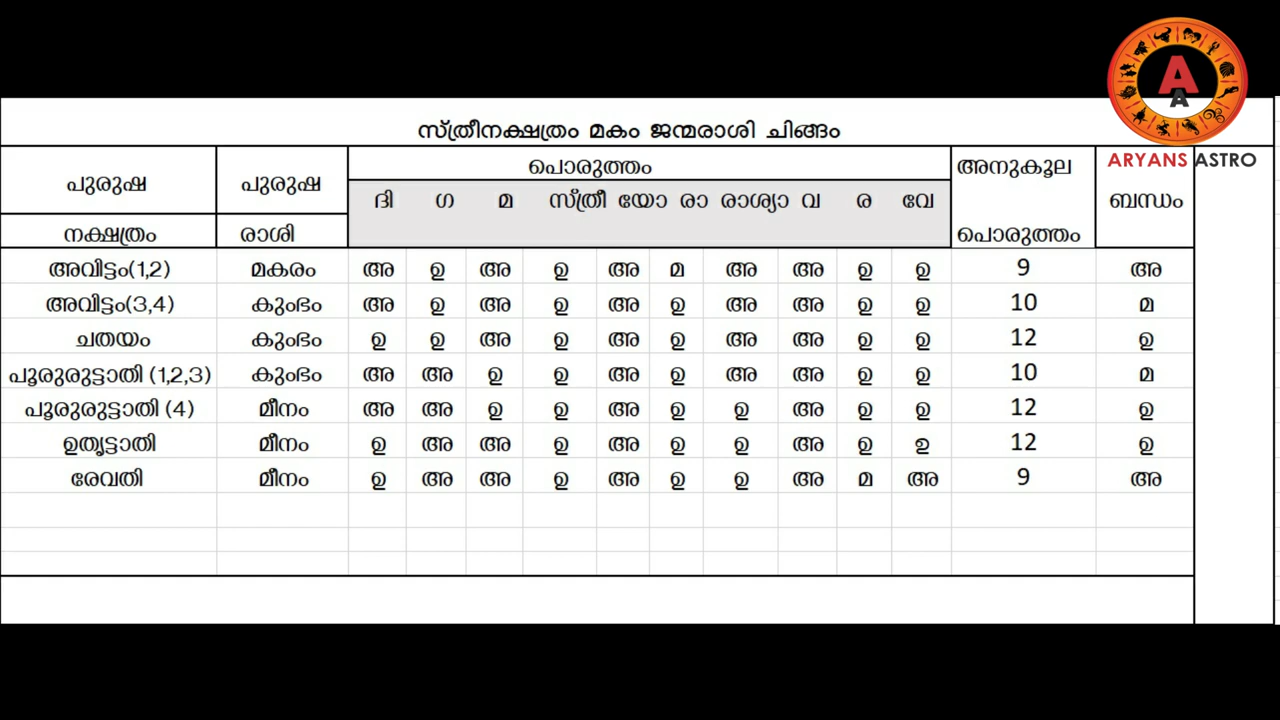 A
A
ARYANS ASTRO
സ്ത്രീനക്ഷത്രം മകം ജന്മരാശി ചിങ്ങം
പുരുഷ പുരുഷ പൊരുത്തം അനുകൂല ബന്ധം
ദി ഗ മ സ്ത്രീ യോ രാ രാശ്യാ വ ര വേ
നക്ഷത്രം രാശി പൊരുത്തം
അവിട്ടം(1,2) മകരം അ ഉ അ ഉ അ മ അ അ ഉ ഉ 9 അ
അവിട്ടം(3,4) കുംഭം അ ഉ അ ഉ അ ഉ അ അ ഉ ഉ 10 മ
ചതയം കുംഭം ഉ ഉ അ ഉ അ ഉ അ അ ഉ ഉ 12 ഉ
പൂരുരുട്ടാതി (1,2,3) കുംഭം അ അ ഉ ഉ അ ഉ അ അ ഉ ഉ 10 മ
പൂരുരുട്ടാതി (4) മീനം അ അ ഉ ഉ അ ഉ ഉ അ ഉ ഉ 12 ഉ
ഉതൃട്ടാതി മീനം ഉ അ അ ഉ അ ഉ ഉ അ ഉ ഉ 12 ഉ
രേവതി മീനം ഉ അ അ ഉ അ ഉ ഉ അ മ അ 9 അ